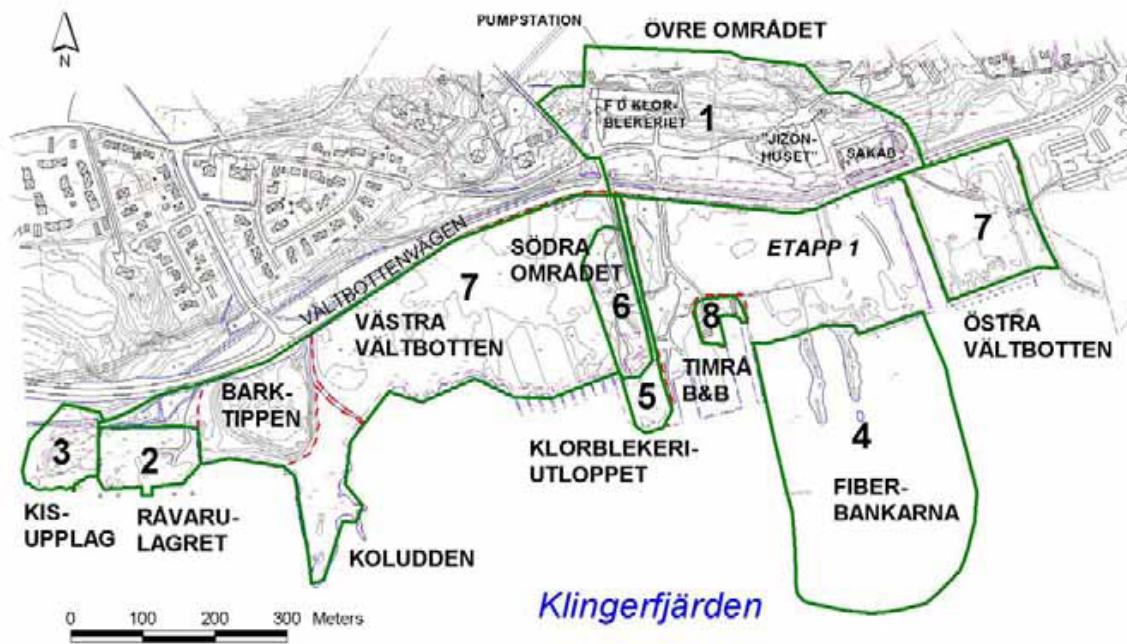 PUMPSTATION
ÖVRE OMRÅDET
N
F D KLOR-
BLEKERIET
1
"JIZON-
HUSET"
SAKAB
VÄLTBOTTENVÄGEN
SÖDRA
OMRÅDET
ETAPP 1
7
7
VÄSTRA
VÄLTBOTTEN
6
8
ÖSTRA
VÄLTBOTTEN
TIMRÅ
B&B
BARK-
TIPPEN
5
4
3
2
KLORBLEKERI-
UTLOPPET
FIBER-
BANKARNA
KIS-
UPPLAG
RÅVARU-
LAGRET
KOLUDDEN
Klingerfjärden
0 100 200 300 Meters